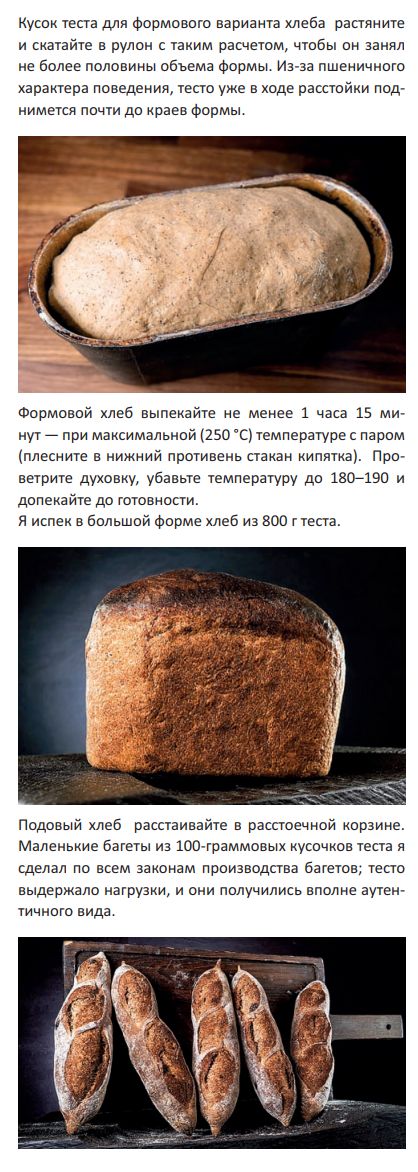 Кусок теста для формового варианта хлеба  растяните
и скатайте в рулон с таким расчетом, чтобы он занял
не более половины объема формы. Из-за пшеничного
характера поведения, тесто уже в ходе расстойки под-
нимется почти до краев формы.
Формовой хлеб выпекайте не менее 1 часа 15 ми-
нут — при максимальной (250 °C) температуре с паром
(плесните в нижний противень стакан кипятка).  Про-
ветрите духовку, убавьте температуру до 180–190 и
допекайте до готовности.
Я испек в большой форме хлеб из 800 г теста.
Подовый хлеб  расстаивайте в расстоечной корзине.
Маленькие багеты из 100-граммовых кусочков теста я
сделал по всем законам производства багетов; тесто
выдержало нагрузки, и они получились вполне аутен-
тичного вида.